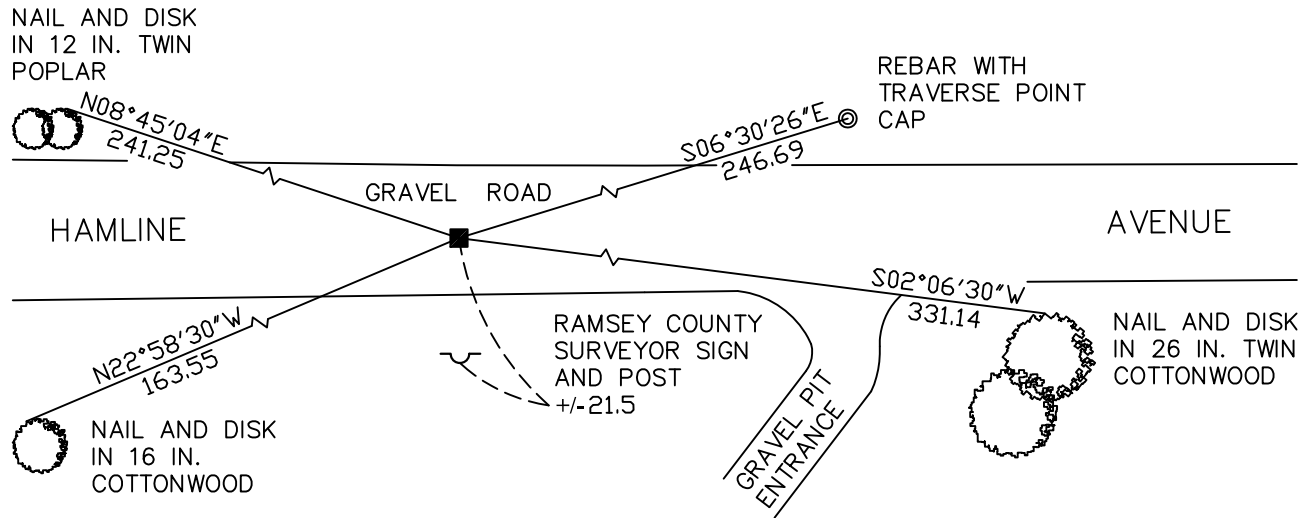 NAIL AND DISK
IN 12 IN. TWIN
POPLAR
N08°45'04"E
241.25
S06°30'26"E
246.69
REBAR WITH
TRAVERSE POINT
CAP
GRAVEL ROAD
HAMLINE
AVENUE
N22°58'30"W
163.55
S02°06'30"W
331.14
RAMSEY COUNTY
SURVEYOR SIGN
AND POST
+/-21.5
NAIL AND DISK
IN 26 IN. TWIN
COTTONWOOD
NAIL AND DISK
IN 16 IN.
COTTONWOOD
GRAVEL PIT
ENTRANCE